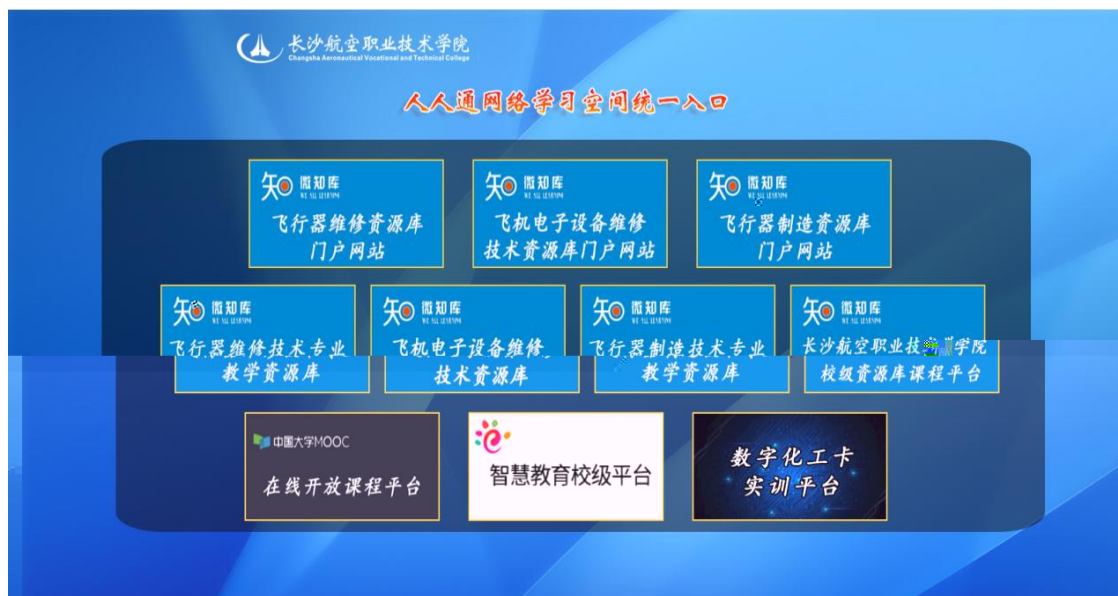 长沙航空职业技术学院
Changsha Aeronautical Vocational and Technical College
人人通网络学习空间统一入口
知 微知库
飞行器维修资源库
门户网站
知 微知库
飞机电子设备维修
技术资源库门户网站
知 微知库
飞行器制造资源库
门户网站
知 微知库
飞行器维修技术专业
教学资源库
知 微知库
飞机电子设备维修
技术资源库
知 微知库
飞行器制造技术专业
教学资源库
知 微知库
长沙航空职业技术学院
校级资源库课程平台
中国大学MOOC
在线开放课程平台
智慧教育校级平台
数字化工卡
实训平台